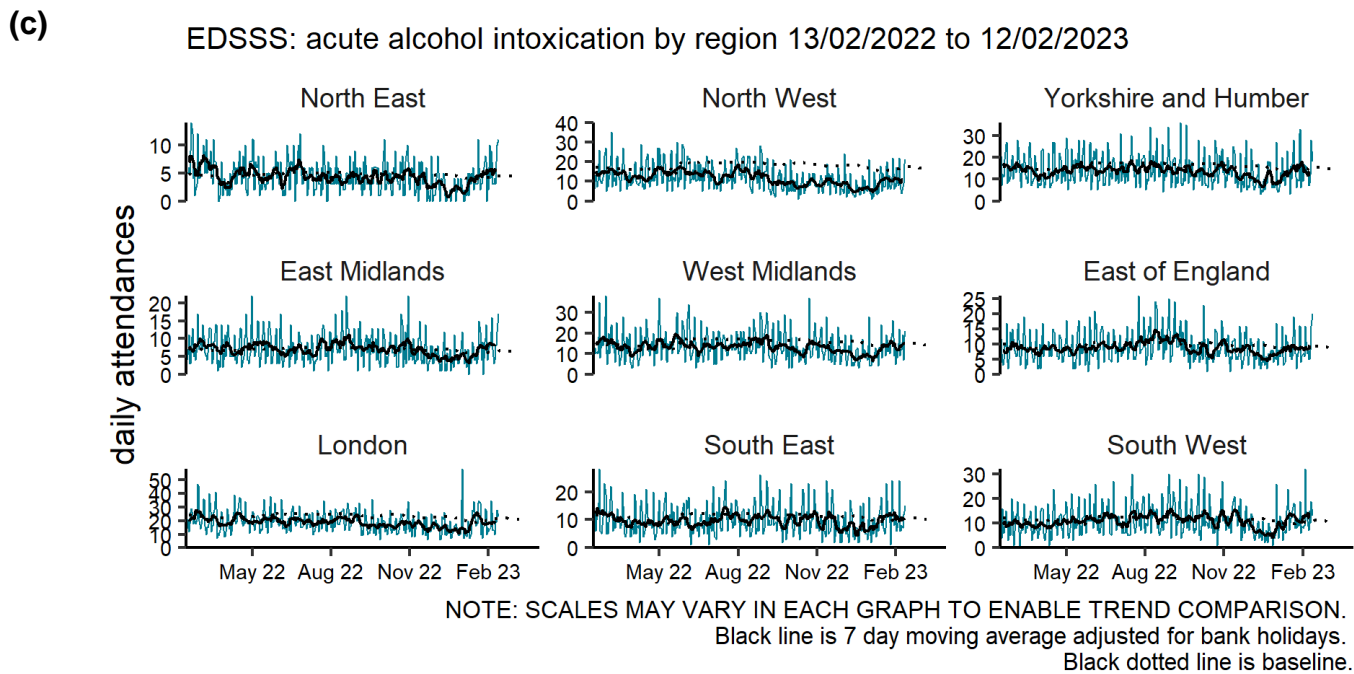 (c)
EDSSS: acute alcohol intoxication by region 13/02/2022 to 12/02/2023
daily attendances
North East
10
5
0
North West
40
30
20
10
0
Yorkshire and Humber
30
20
10
0
East Midlands
20
15
10
5
0
West Midlands
30
20
10
0
East of England
25
20
15
10
5
0
London
50
40
30
20
10
0
May 22 Aug 22 Nov 22 Feb 23
South East
20
10
0
May 22 Aug 22 Nov 22 Feb 23
South West
30
20
10
0
May 22 Aug 22 Nov 22 Feb 23
NOTE: SCALES MAY VARY IN EACH GRAPH TO ENABLE TREND COMPARISON.
Black line is 7 day moving average adjusted for bank holidays.
Black dotted line is baseline.